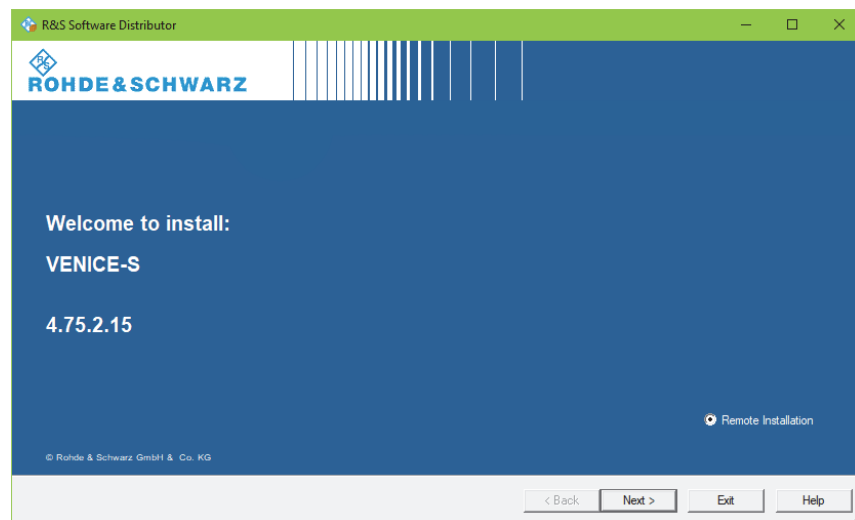 R&S Software Distributor
R&S
ROHDE&SCHWARZ
Welcome to install:
VENICE-S
4.75.2.15
Remote Installation
© Rohde & Schwarz GmbH & Co. KG
< Back Next > Exit Help